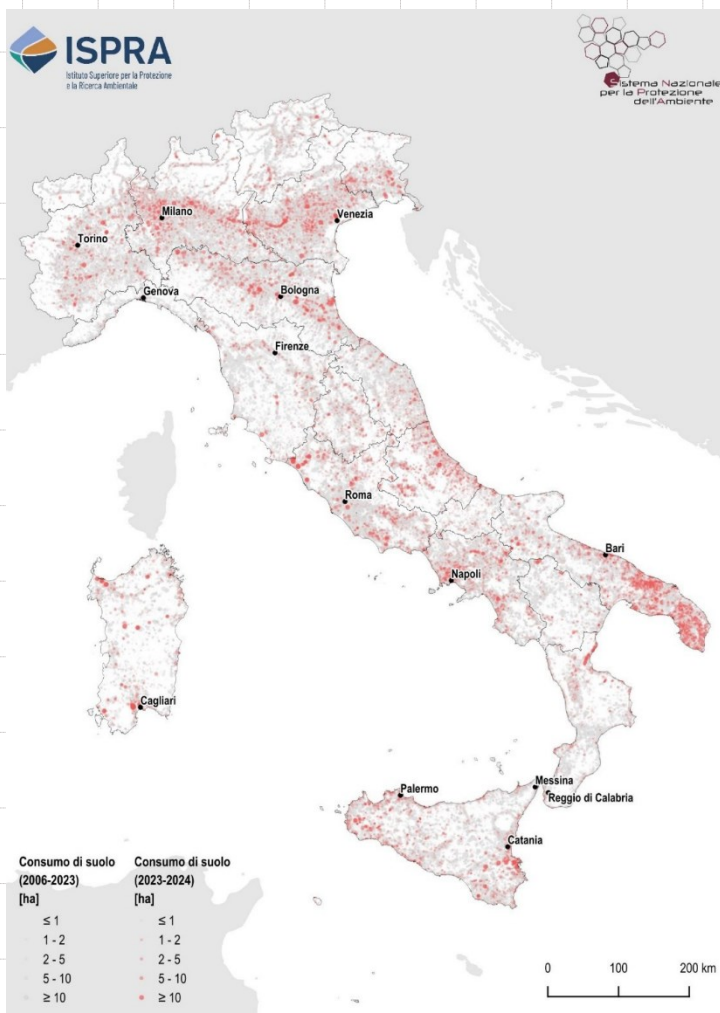 ISPRA
Istituto Superiore per la Protezione
e la Ricerca Ambientale
Sistema Nazionale
per la Protezione
dell'Ambiente
Milano
Venezia
Torino
Genova
Bologna
Firenze
Roma
Bari
Napoli
Cagliari
Palermo
Messina
Reggio di Calabria
Catania
Consumo di suolo
(2006-2023)
[ha]
≤ 1
1 - 2
2 - 5
5 - 10
≥ 10
Consumo di suolo
(2023-2024)
[ha]
≤ 1
1 - 2
2 - 5
5 - 10
≥ 10
0 100 200 km